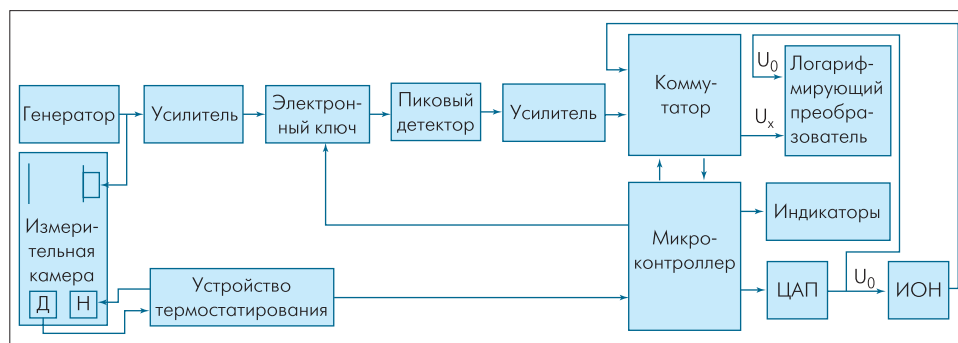 Генератор
Усилитель
Электрон-
ный ключ
Пиковый
детектор
Усилитель
Комму-
татор
U0
Логариф-
мирующий
преобра-
зователь
Ux
Измери-
тельная
камера
Д
Н
Устройство
термостатирования
Микро-
контроллер
Индикаторы
ЦАП
U0
ИОН